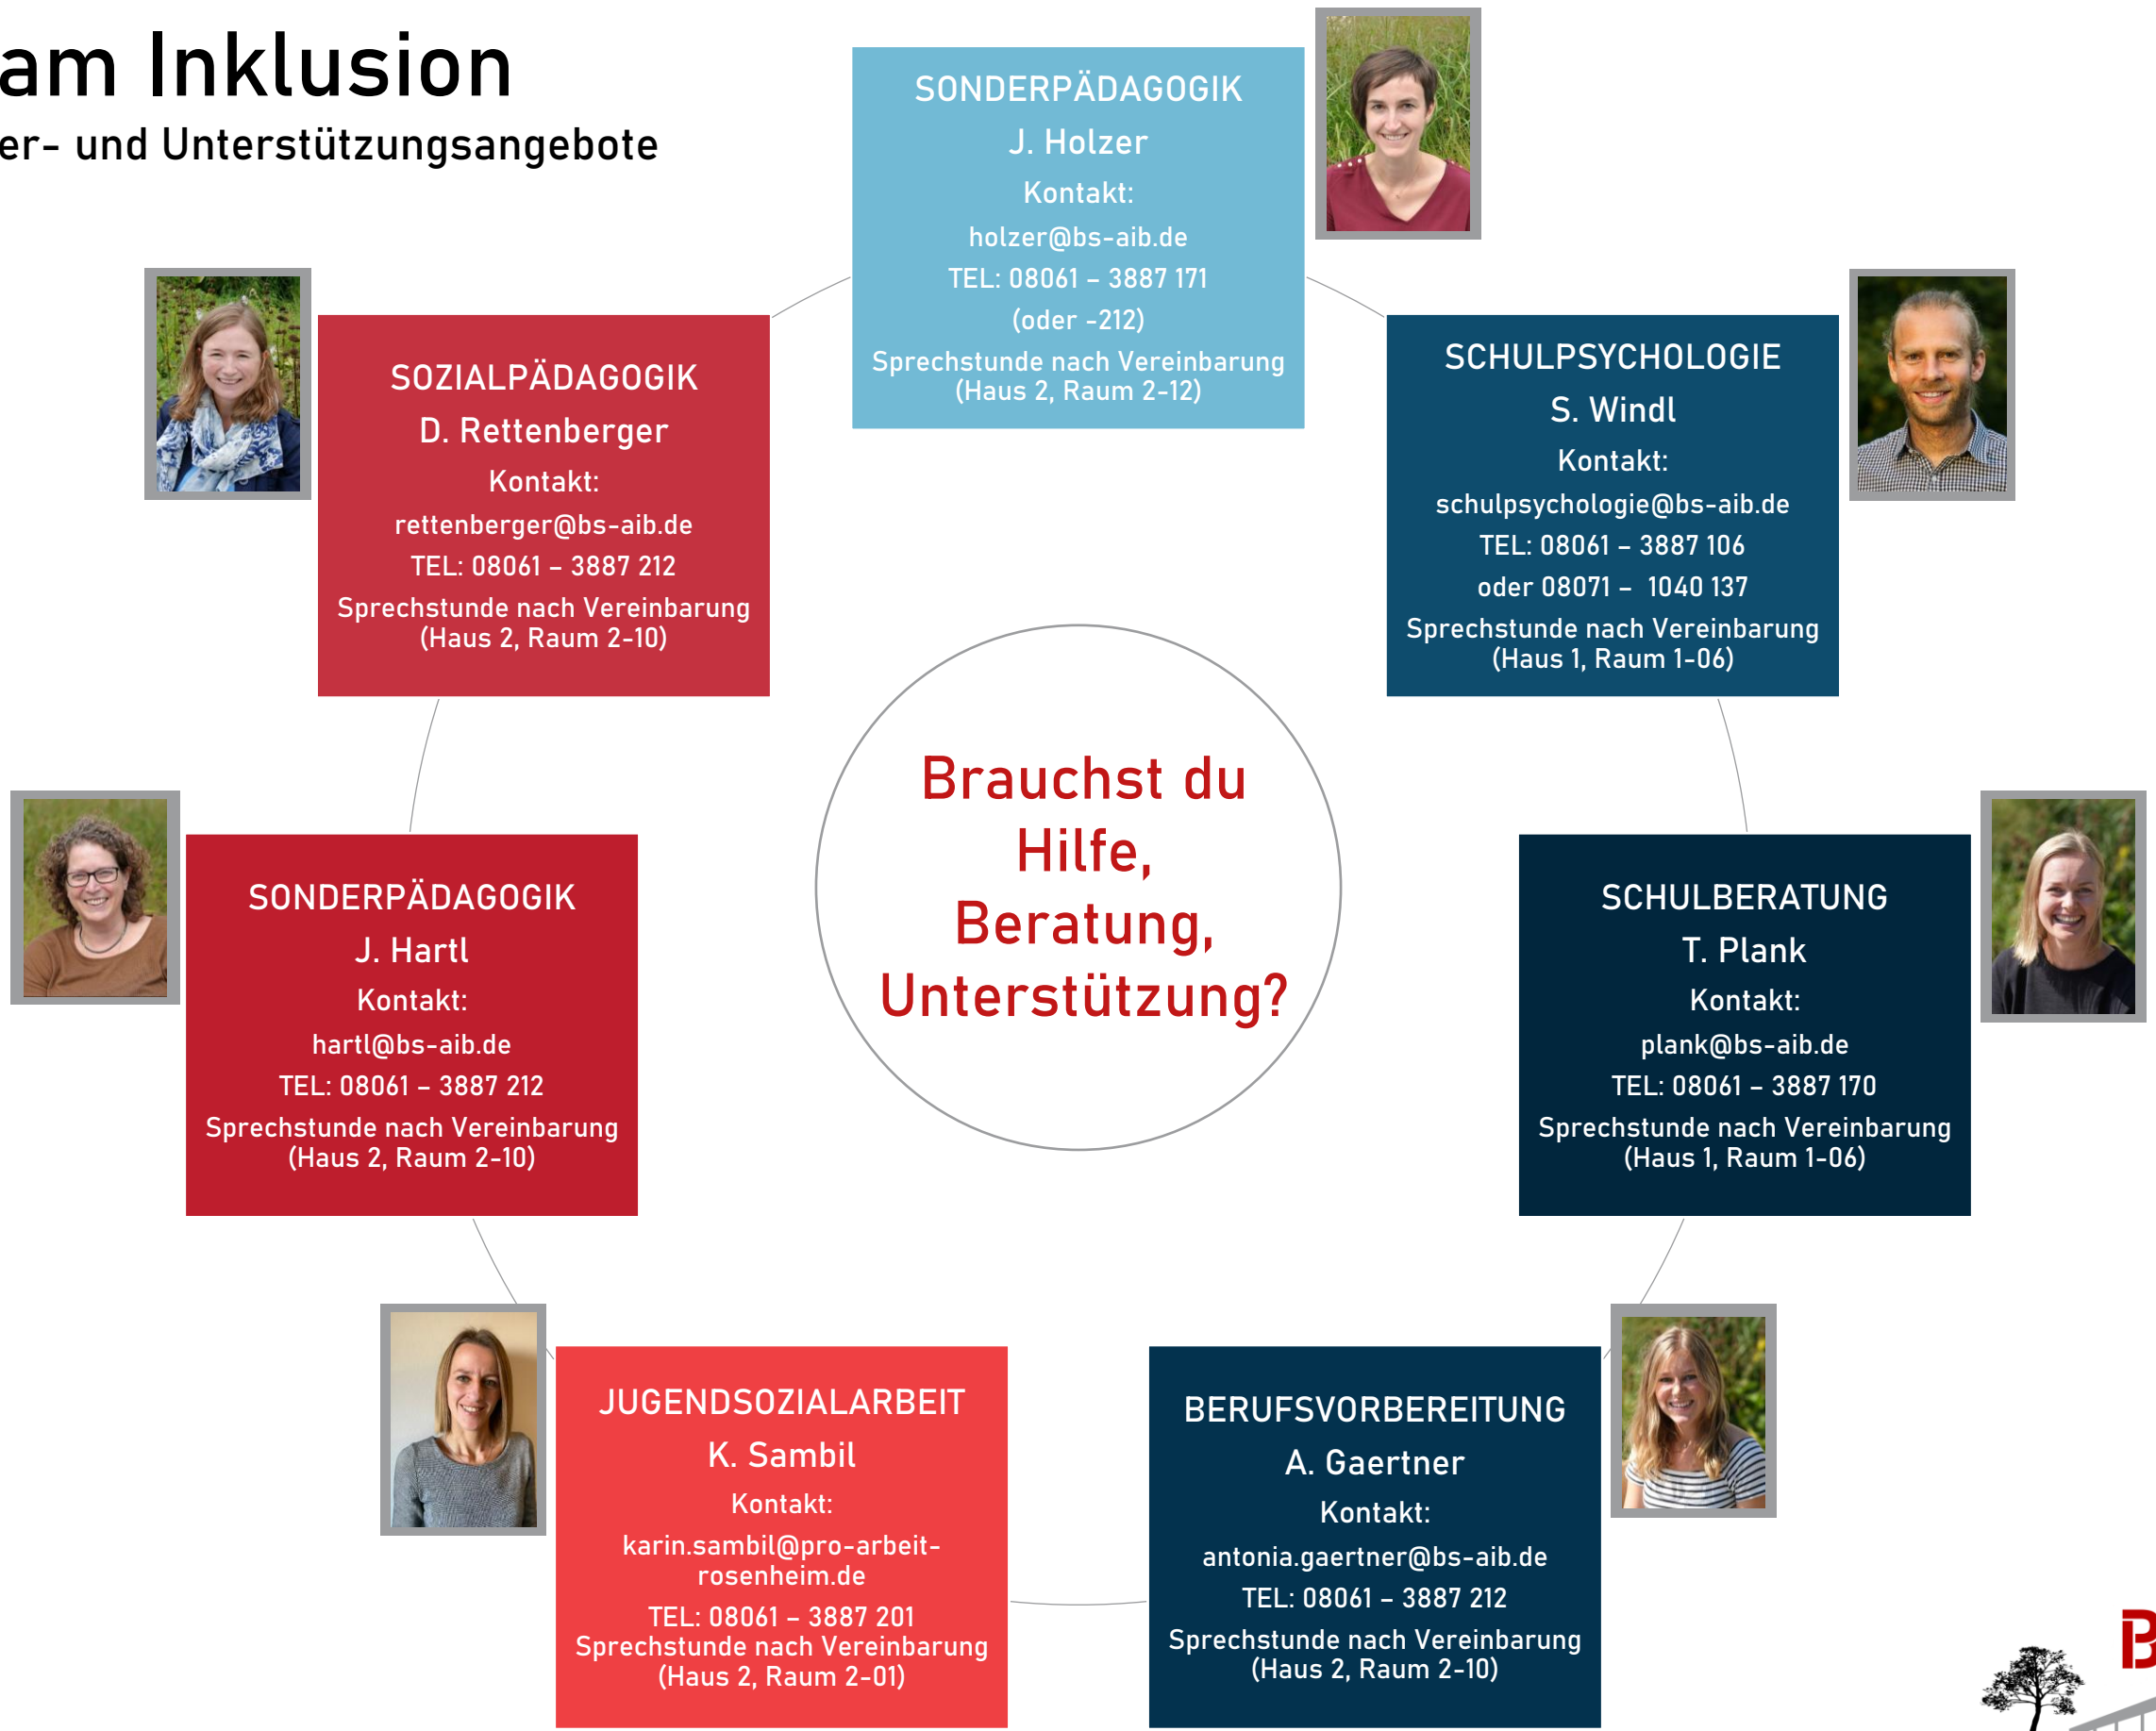 am Inklusion
er- und Unterstützungsangebote
SONDERPÄDAGOGIK
J. Holzer
Kontakt:
holzer@bs-aib.de
TEL: 08061 – 3887 171
(oder -212)
Sprechstunde nach Vereinbarung
(Haus 2, Raum 2-12)
SOZIALPÄDAGOGIK
D. Rettenberger
Kontakt:
rettenberger@bs-aib.de
TEL: 08061 – 3887 212
Sprechstunde nach Vereinbarung
(Haus 2, Raum 2-10)
SCHULPSYCHOLOGIE
S. Windl
Kontakt:
schulpsychologie@bs-aib.de
TEL: 08061 – 3887 106
oder 08071 –  1040 137
Sprechstunde nach Vereinbarung
(Haus 1, Raum 1-06)
Brauchst du
Hilfe,
Beratung,
Unterstützung?
SONDERPÄDAGOGIK
J. Hartl
Kontakt:
hartl@bs-aib.de
TEL: 08061 – 3887 212
Sprechstunde nach Vereinbarung
(Haus 2, Raum 2-10)
SCHULBERATUNG
T. Plank
Kontakt:
plank@bs-aib.de
TEL: 08061 – 3887 170
Sprechstunde nach Vereinbarung
(Haus 1, Raum 1-06)
JUGENDSOZIALARBEIT
K. Sambil
Kontakt:
karin.sambil@pro-arbeit-
rosenheim.de
TEL: 08061 – 3887 201
Sprechstunde nach Vereinbarung
(Haus 2, Raum 2-01)
BERUFSVORBEREITUNG
A. Gaertner
Kontakt:
antonia.gaertner@bs-aib.de
TEL: 08061 – 3887 212
Sprechstunde nach Vereinbarung
(Haus 2, Raum 2-10)
B